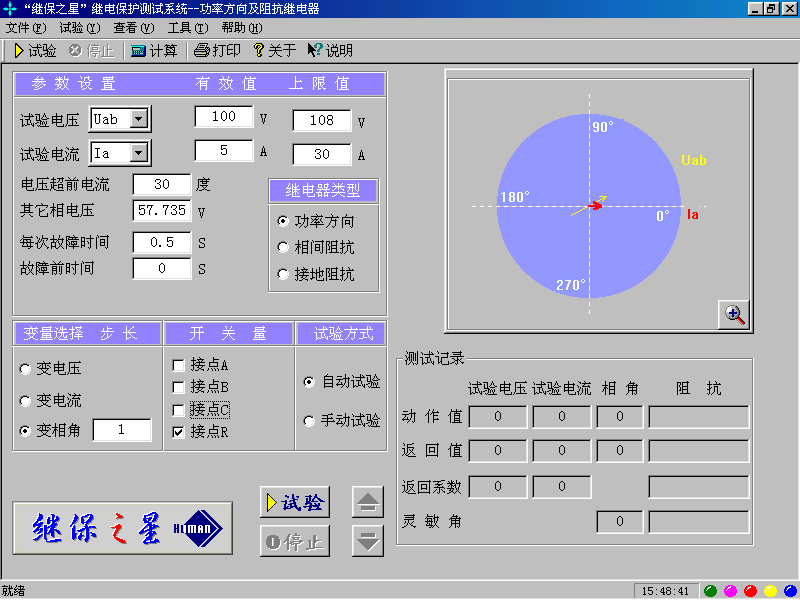 “继保之星”继电保护测试系统--功率方向及阻抗继电器
文件(F) 试验(Y) 查看(V) 工具(T) 帮助(H)
试验 停止 计算 打印 关于 说明
参 数 设 置 有 效 值 上 限 值
试验电压 Uab 100 V 108 V
试验电流 Ia 5 A 30 A
电压超前电流 30 度
其它相电压 57.735 V
每次故障时间 0.5 S
故障前时间 0 S
继电器类型
功率方向
相间阻抗
接地阻抗
90°
Uab
180°
0° Ia
270°
变量选择 步 长 开 关 量 试验方式
变电压
变电流
变相角 1
接点A
接点B
接点C
接点R
自动试验
手动试验
测试记录
试验电压 试验电流 相 角 阻 抗
动 作 值 0 0 0
返 回 值 0 0 0
返回系数 0 0
灵 敏 角 0
继保之星 HIMAN
试验
停止
就绪 15:48:41